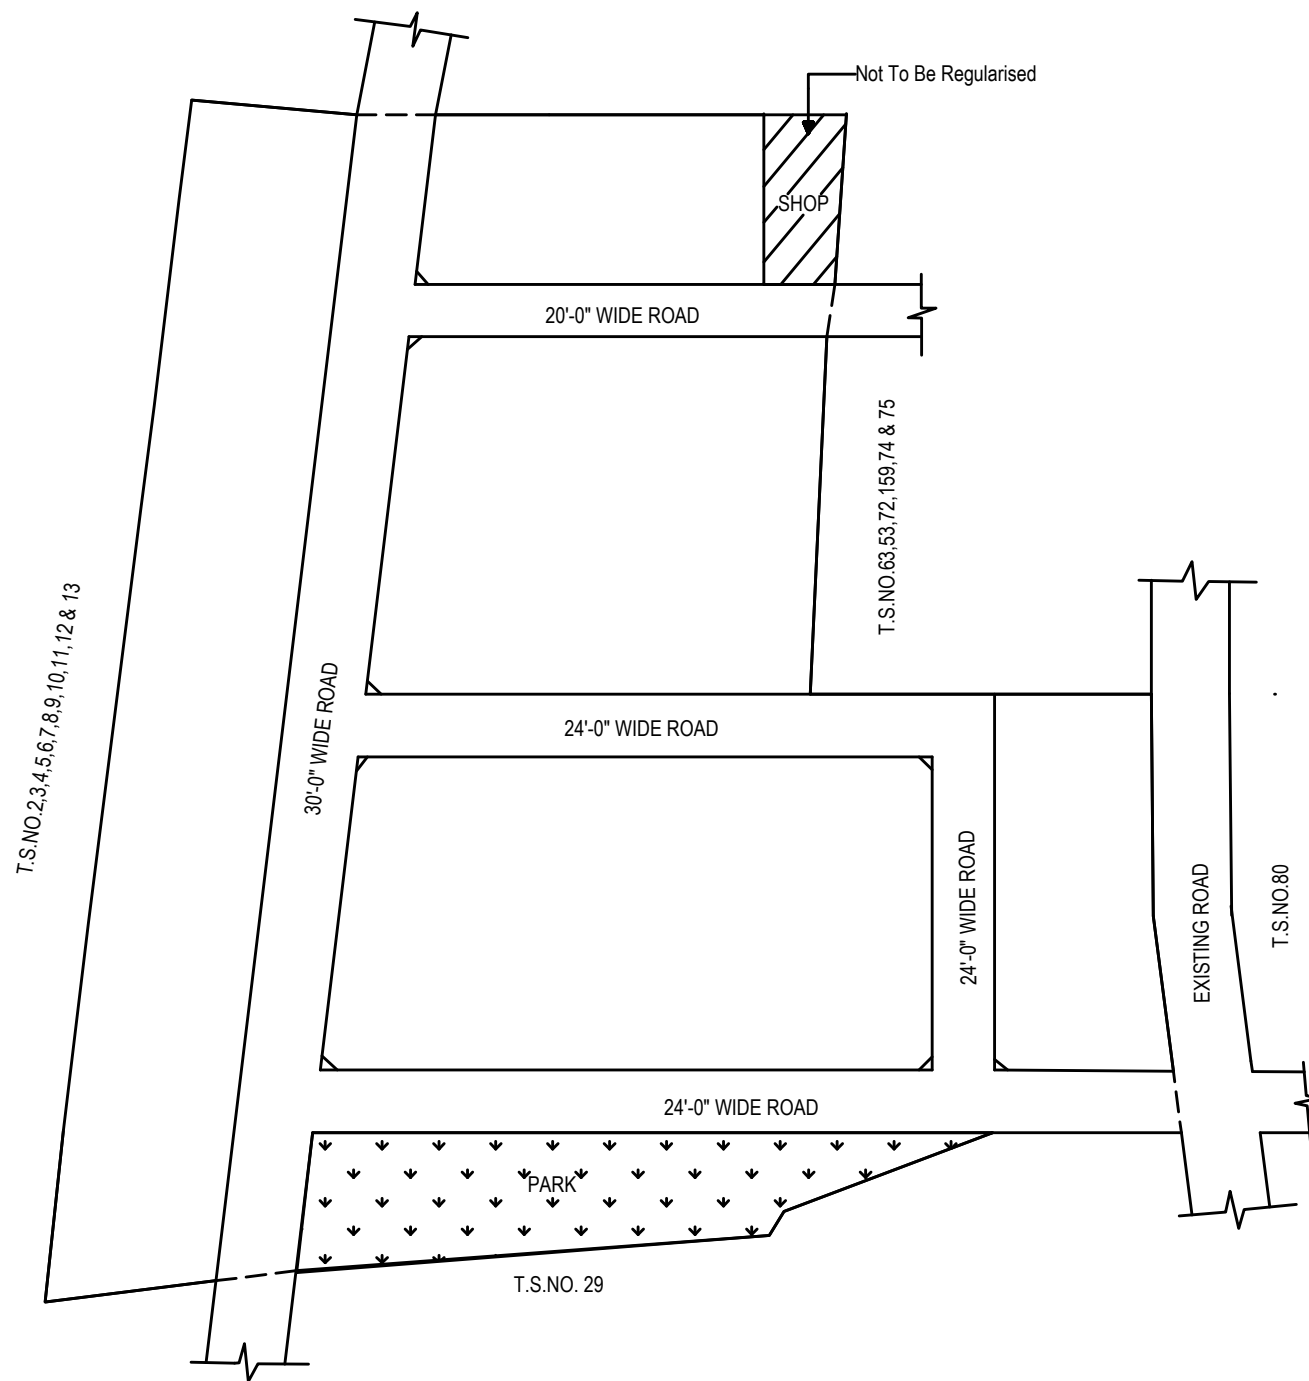 Not To Be Regularised
SHOP
20'-0" WIDE ROAD
T.S.NO.63,53,72,159,74 & 75
T.S.NO.2,3,4,5,6,7,8,9,10,11,12 & 13
30'-0" WIDE ROAD
24'-0" WIDE ROAD
24'-0" WIDE ROAD
EXISTING ROAD
T.S.NO.80
24'-0" WIDE ROAD
PARK
T.S.NO. 29